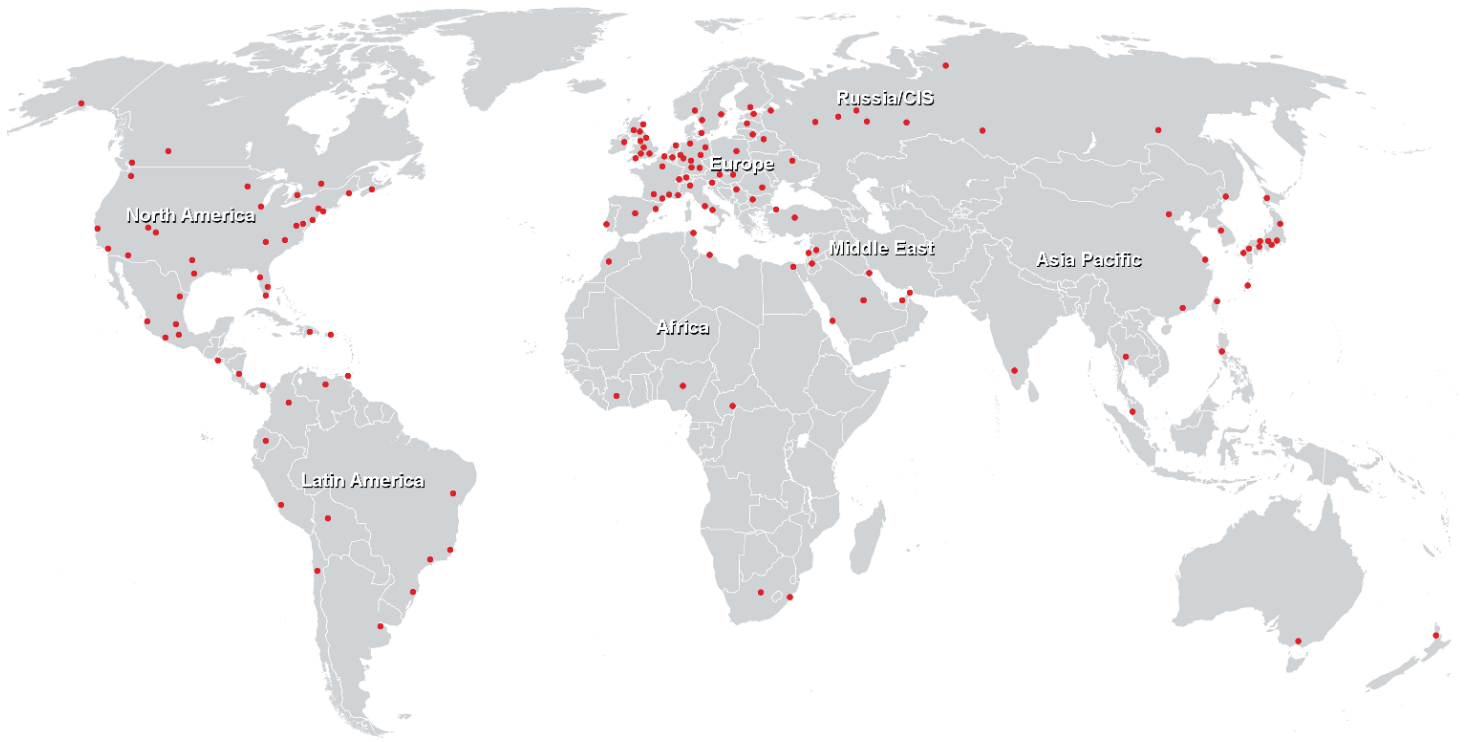 Russia/CIS
Europe
North America
Middle East
Asia Pacific
Africa
Latin America